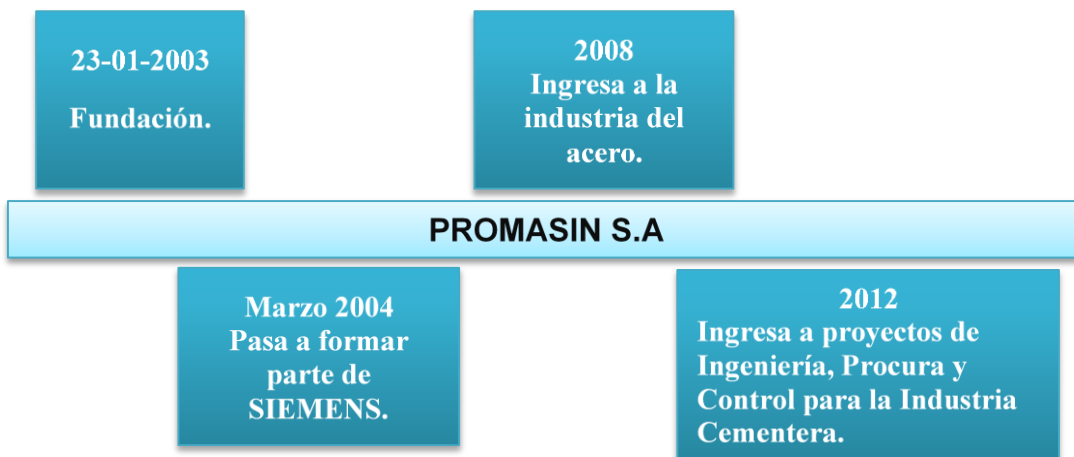 23-01-2003
Fundación.
2008
Ingresa a la
industria del
acero.
PROMASIN S.A
Marzo 2004
Pasa a formar
parte de
SIEMENS.
2012
Ingresa a proyectos de
Ingeniería, Procura y
Control para la Industria
Cementera.